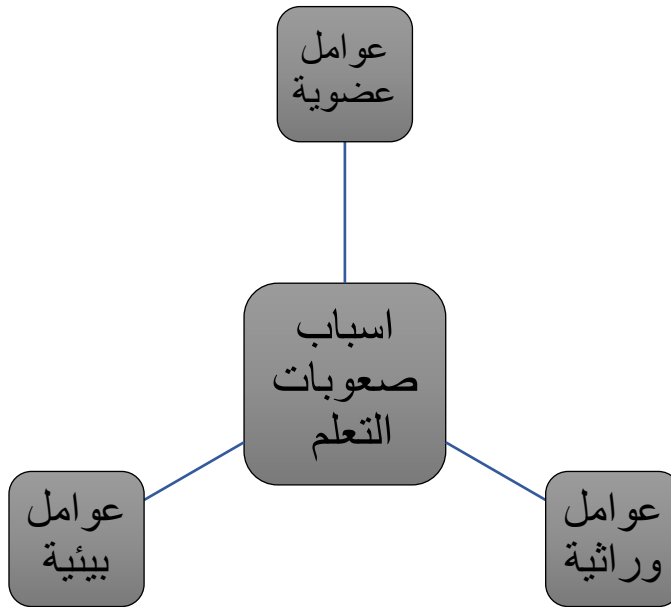 عوامل
عضوية
اسباب
صعوبات
التعلم
عوامل
وراثية
عوامل
بيئية